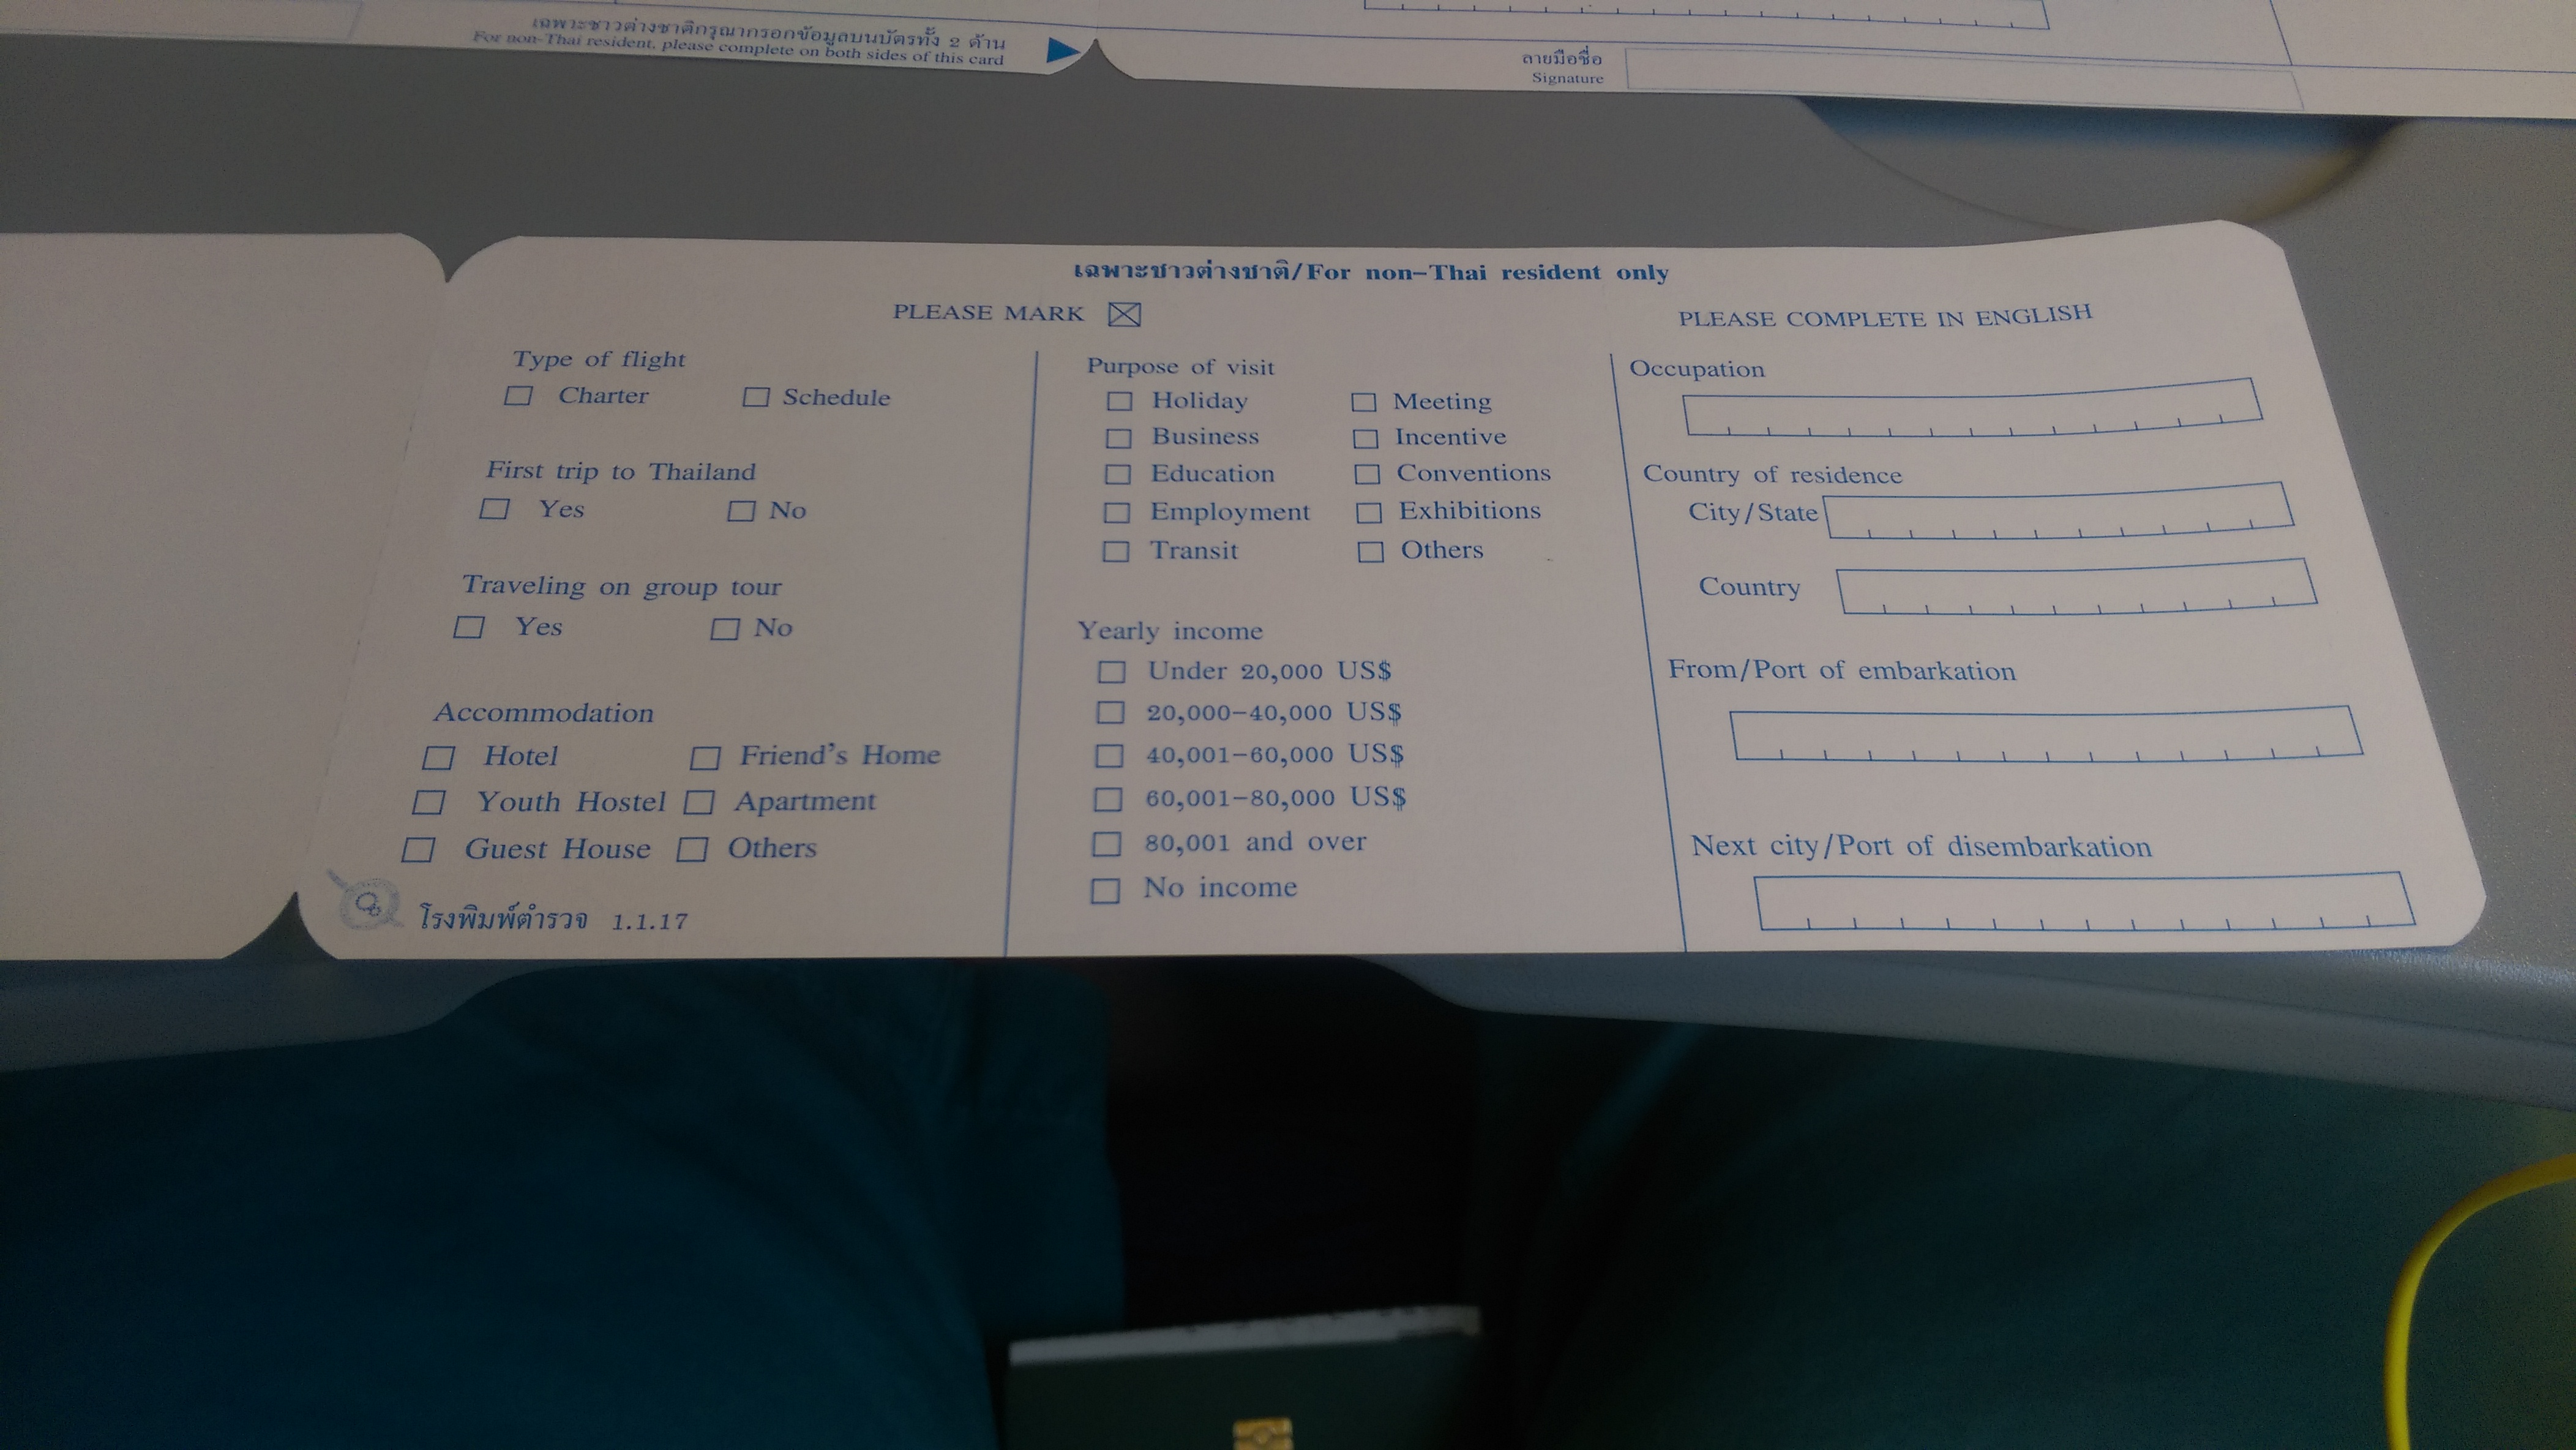 เฉพาะชาวต่างชาติกรุณากรอกข้อมูลบนบัตรทั้ง 2 ด้าน
For non-Thai resident, please complete on both sides of this card
ลายมือชื่อ
Signature
เฉพาะชาวต่างชาติ/For non-Thai resident only
PLEASE MARK
PLEASE COMPLETE IN ENGLISH
Type of flight
Charter Schedule
First trip to Thailand
Yes No
Traveling on group tour
Yes No
Accommodation
Hotel Friend's Home
Youth Hostel Apartment
Guest House Others
โรงพิมพ์ตำรวจ 1.1.17
Purpose of visit
Holiday Meeting
Business Incentive
Education Conventions
Employment Exhibitions
Transit Others
Yearly income
Under 20,000 US$
20,000-40,000 US$
40,001-60,000 US$
60,001-80,000 US$
80,001 and over
No income
Occupation
Country of residence
City/State
Country
From/Port of embarkation
Next city/Port of disembarkation